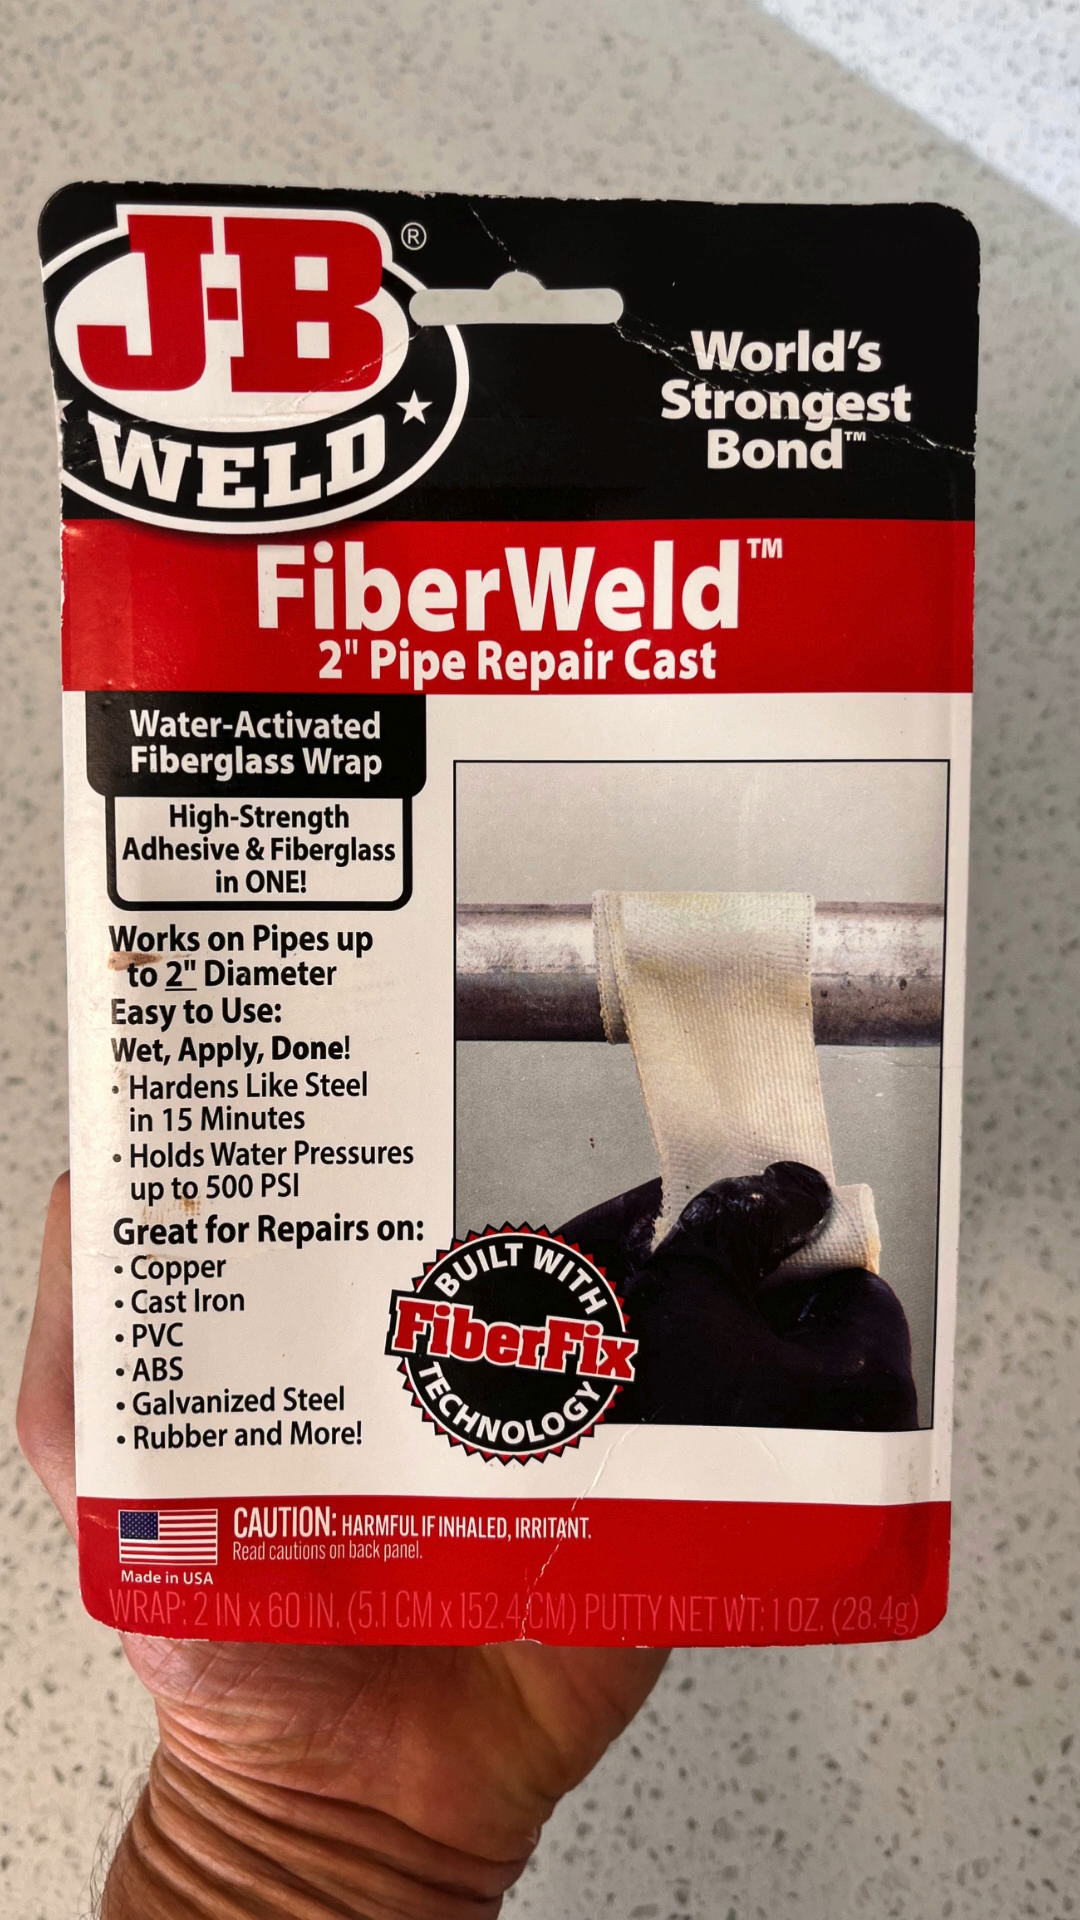 J-B®
WELD
World's
Strongest
Bond™
FiberWeld™
2" Pipe Repair Cast
Water-Activated
Fiberglass Wrap
High-Strength
Adhesive & Fiberglass
in ONE!
Works on Pipes up
to 2" Diameter
Easy to Use:
Wet, Apply, Done!
• Hardens Like Steel
in 15 Minutes
• Holds Water Pressures
up to 500 PSI
Great for Repairs on:
• Copper
• Cast Iron
• PVC
• ABS
• Galvanized Steel
• Rubber and More!
BUILT WITH
FiberFix
TECHNOLOGY
CAUTION: HARMFUL IF INHALED, IRRITANT.
Read cautions on back panel.
Made in USA
WRAP: 2 IN x 60 IN. (5.1 CM x 152.4 CM) PUTTY NET WT: 1 OZ. (28.4g)